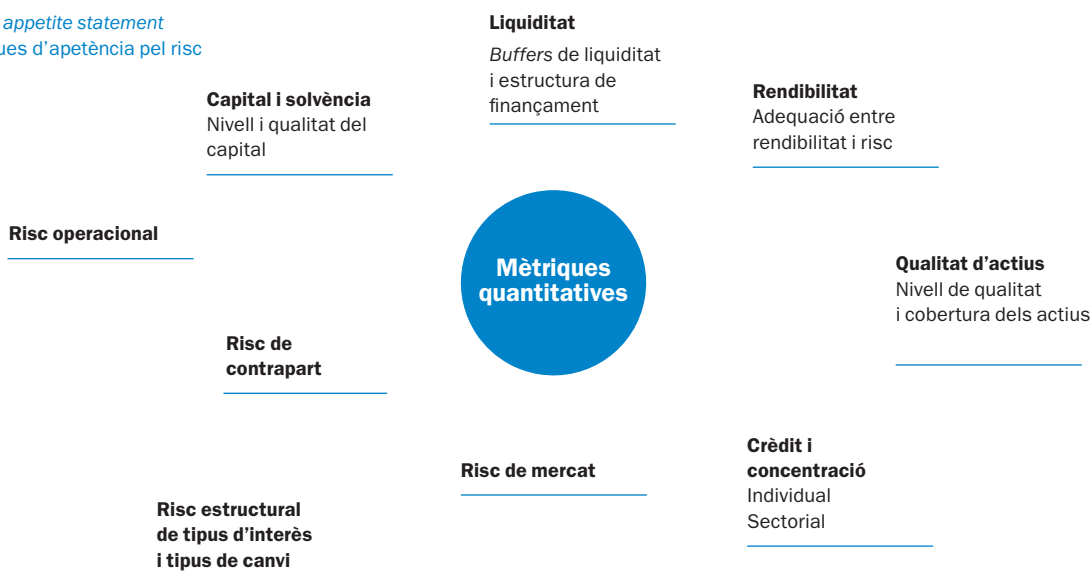 appetite statement
d'apetència pel risc
Liquiditat
Buffers de liquiditat
i estructura de
finançament
Capital i solvència
Nivell i qualitat del
capital
Rendibilitat
Adequació entre
rendibilitat i risc
Risc operacional
Mètriques
quantitatives
Qualitat d'actius
Nivell de qualitat
i cobertura dels actius
Risc de
contrapart
Crèdit i
concentració
Individual
Sectorial
Risc de mercat
Risc estructural
de tipus d'interès
i tipus de canvi